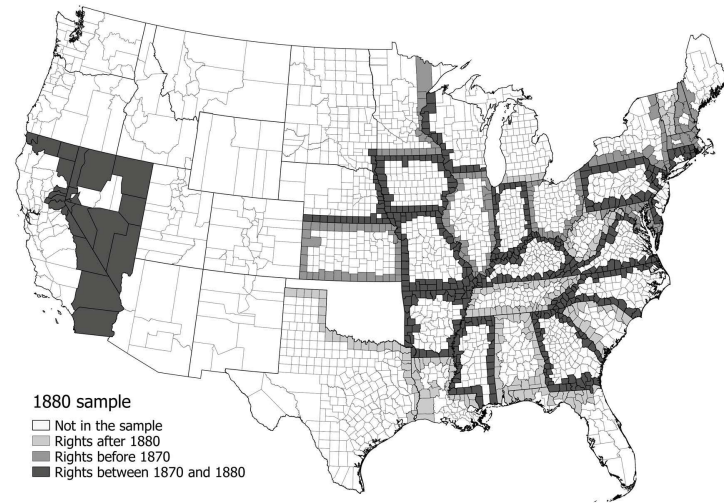 1880 sample
Not in the sample
Rights after 1880
Rights before 1870
Rights between 1870 and 1880